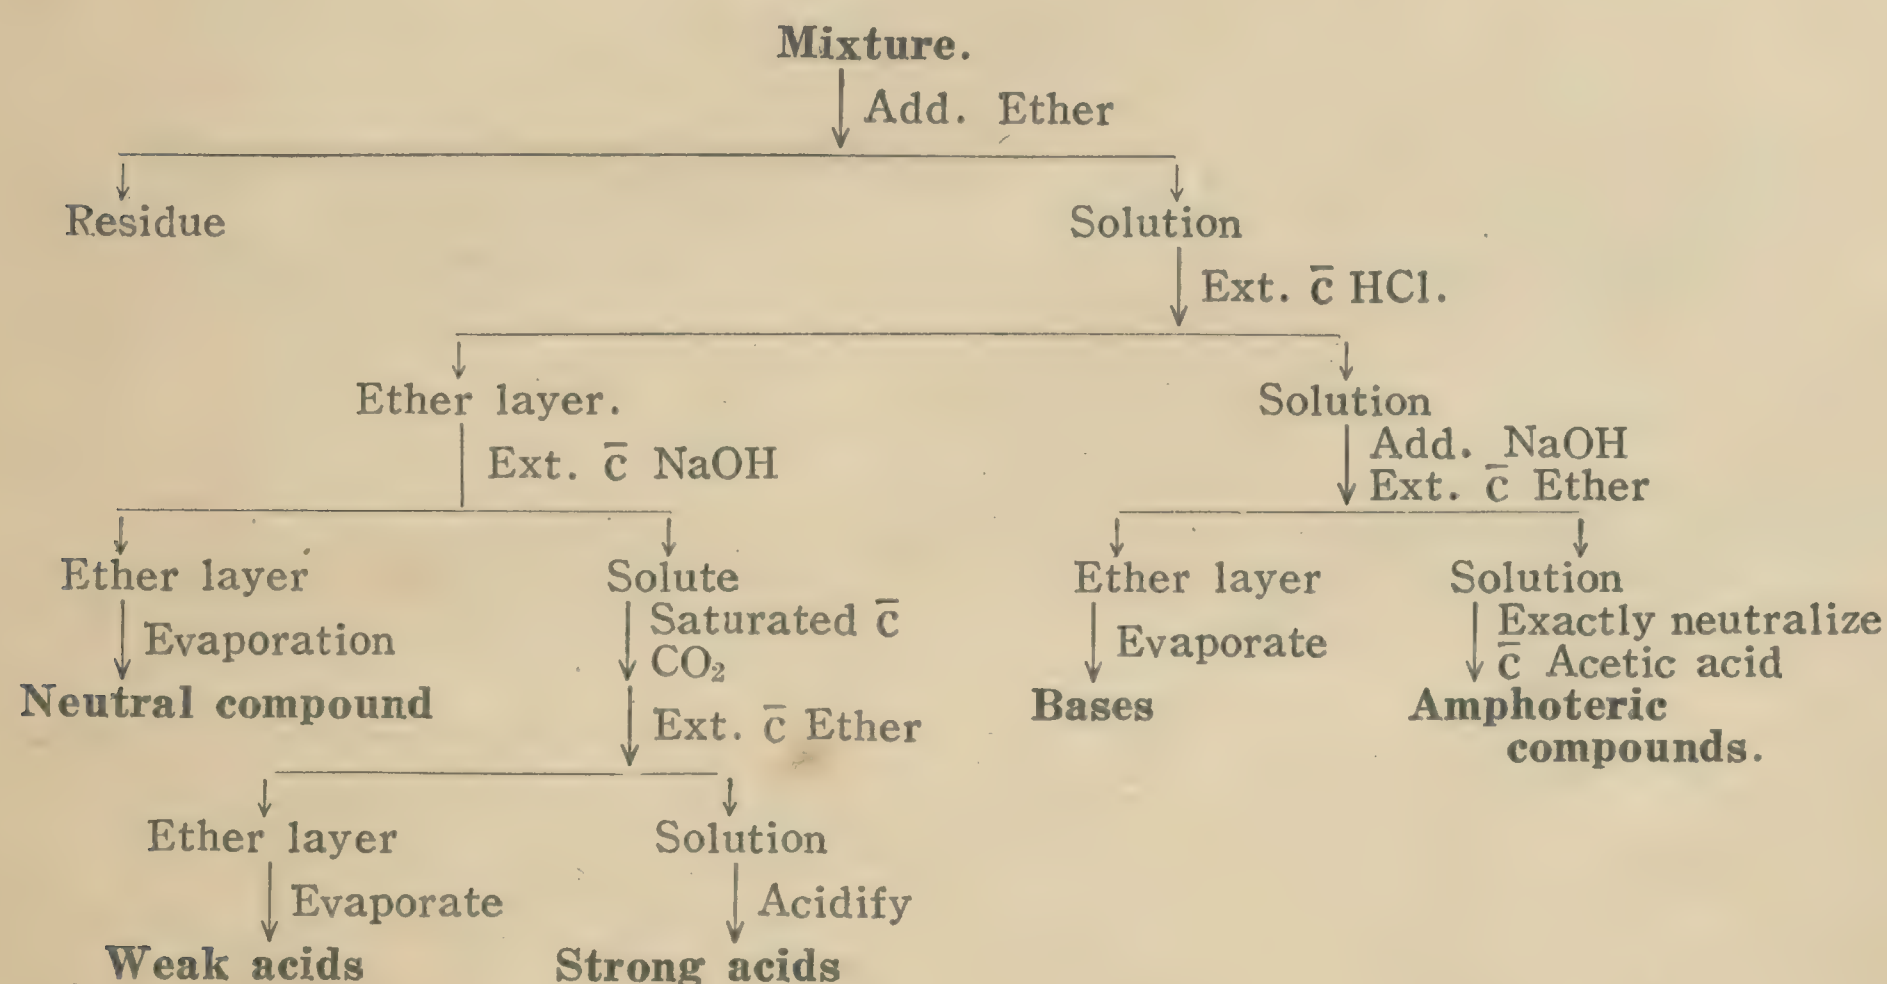 Mixture.
Add. Ether
Residue Solution
Ext. c̄ HCl.
Ether layer. Solution
Ext. c̄ NaOH Add. NaOH
Ext. c̄ Ether
Ether layer Solute Ether layer Solution
Evaporation Saturated c̄ Evaporate Exactly neutralize
CO₂ c̄ Acetic acid
Neutral compound Ext. c̄ Ether Bases Amphoteric
compounds.
Ether layer Solution
Evaporate Acidify
Weak acids Strong acids